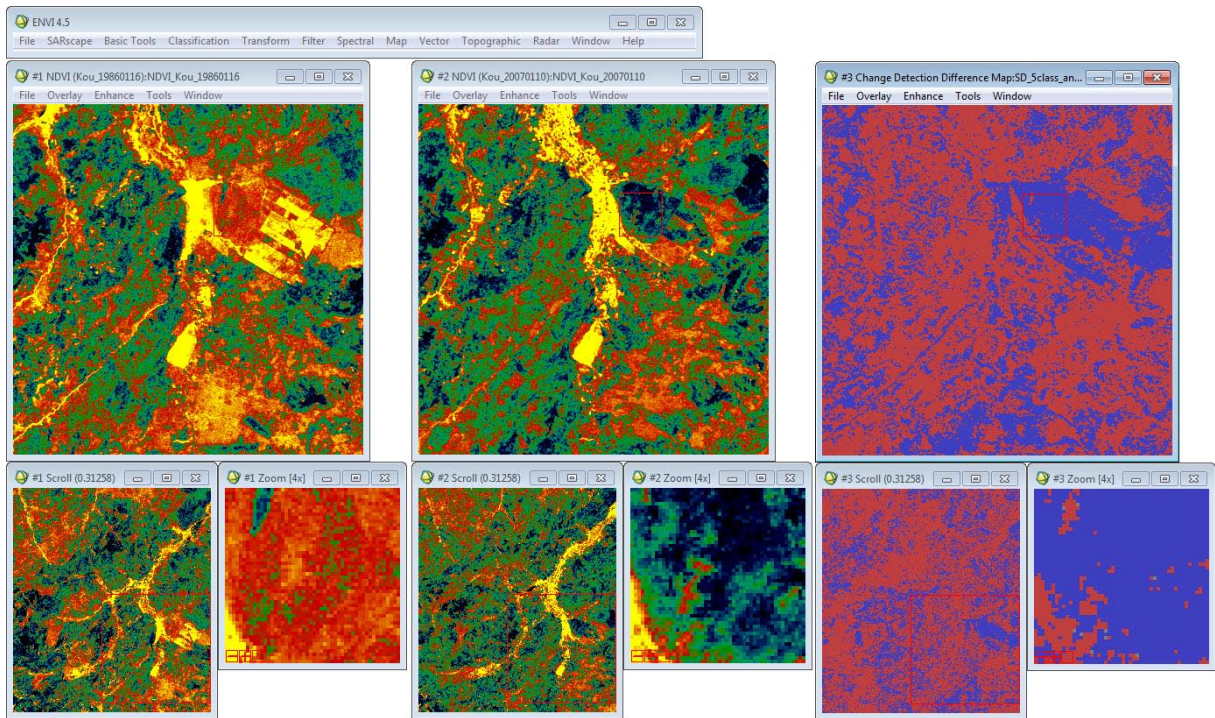 ENVI 4.5
File SARscape Basic Tools Classification Transform Filter Spectral Map Vector Topographic Radar Window Help
#1 NDVI (Kou_19860116):NDVI_Kou_19860116
File Overlay Enhance Tools Window
#2 NDVI (Kou_20070110):NDVI_Kou_20070110
File Overlay Enhance Tools Window
#3 Change Detection Difference Map:SD_5class_an...
File Overlay Enhance Tools Window
#1 Scroll (0.31258)
#1 Zoom [4x]
#2 Scroll (0.31258)
#2 Zoom [4x]
#3 Scroll (0.31258)
#3 Zoom [4x]